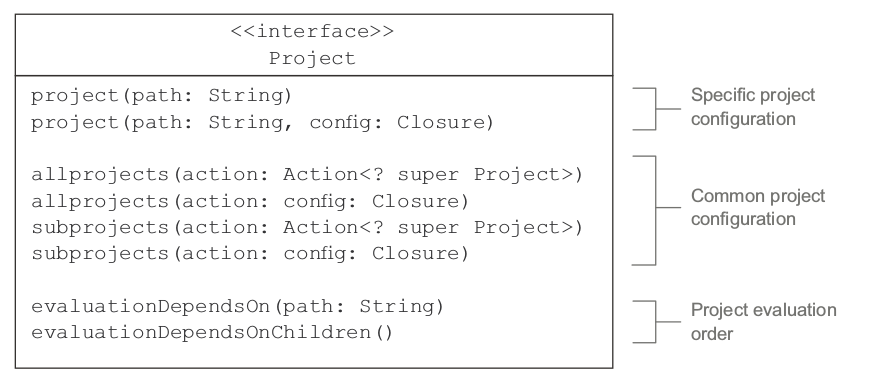 <<interface>>
Project
project(path: String)
project(path: String, config: Closure)
allprojects(action: Action<? super Project>)
allprojects(action: config: Closure)
subprojects(action: Action<? super Project>)
subprojects(action: config: Closure)
evaluationDependsOn(path: String)
evaluationDependsOnChildren()
Specific project
configuration
Common project
configuration
Project evaluation
order